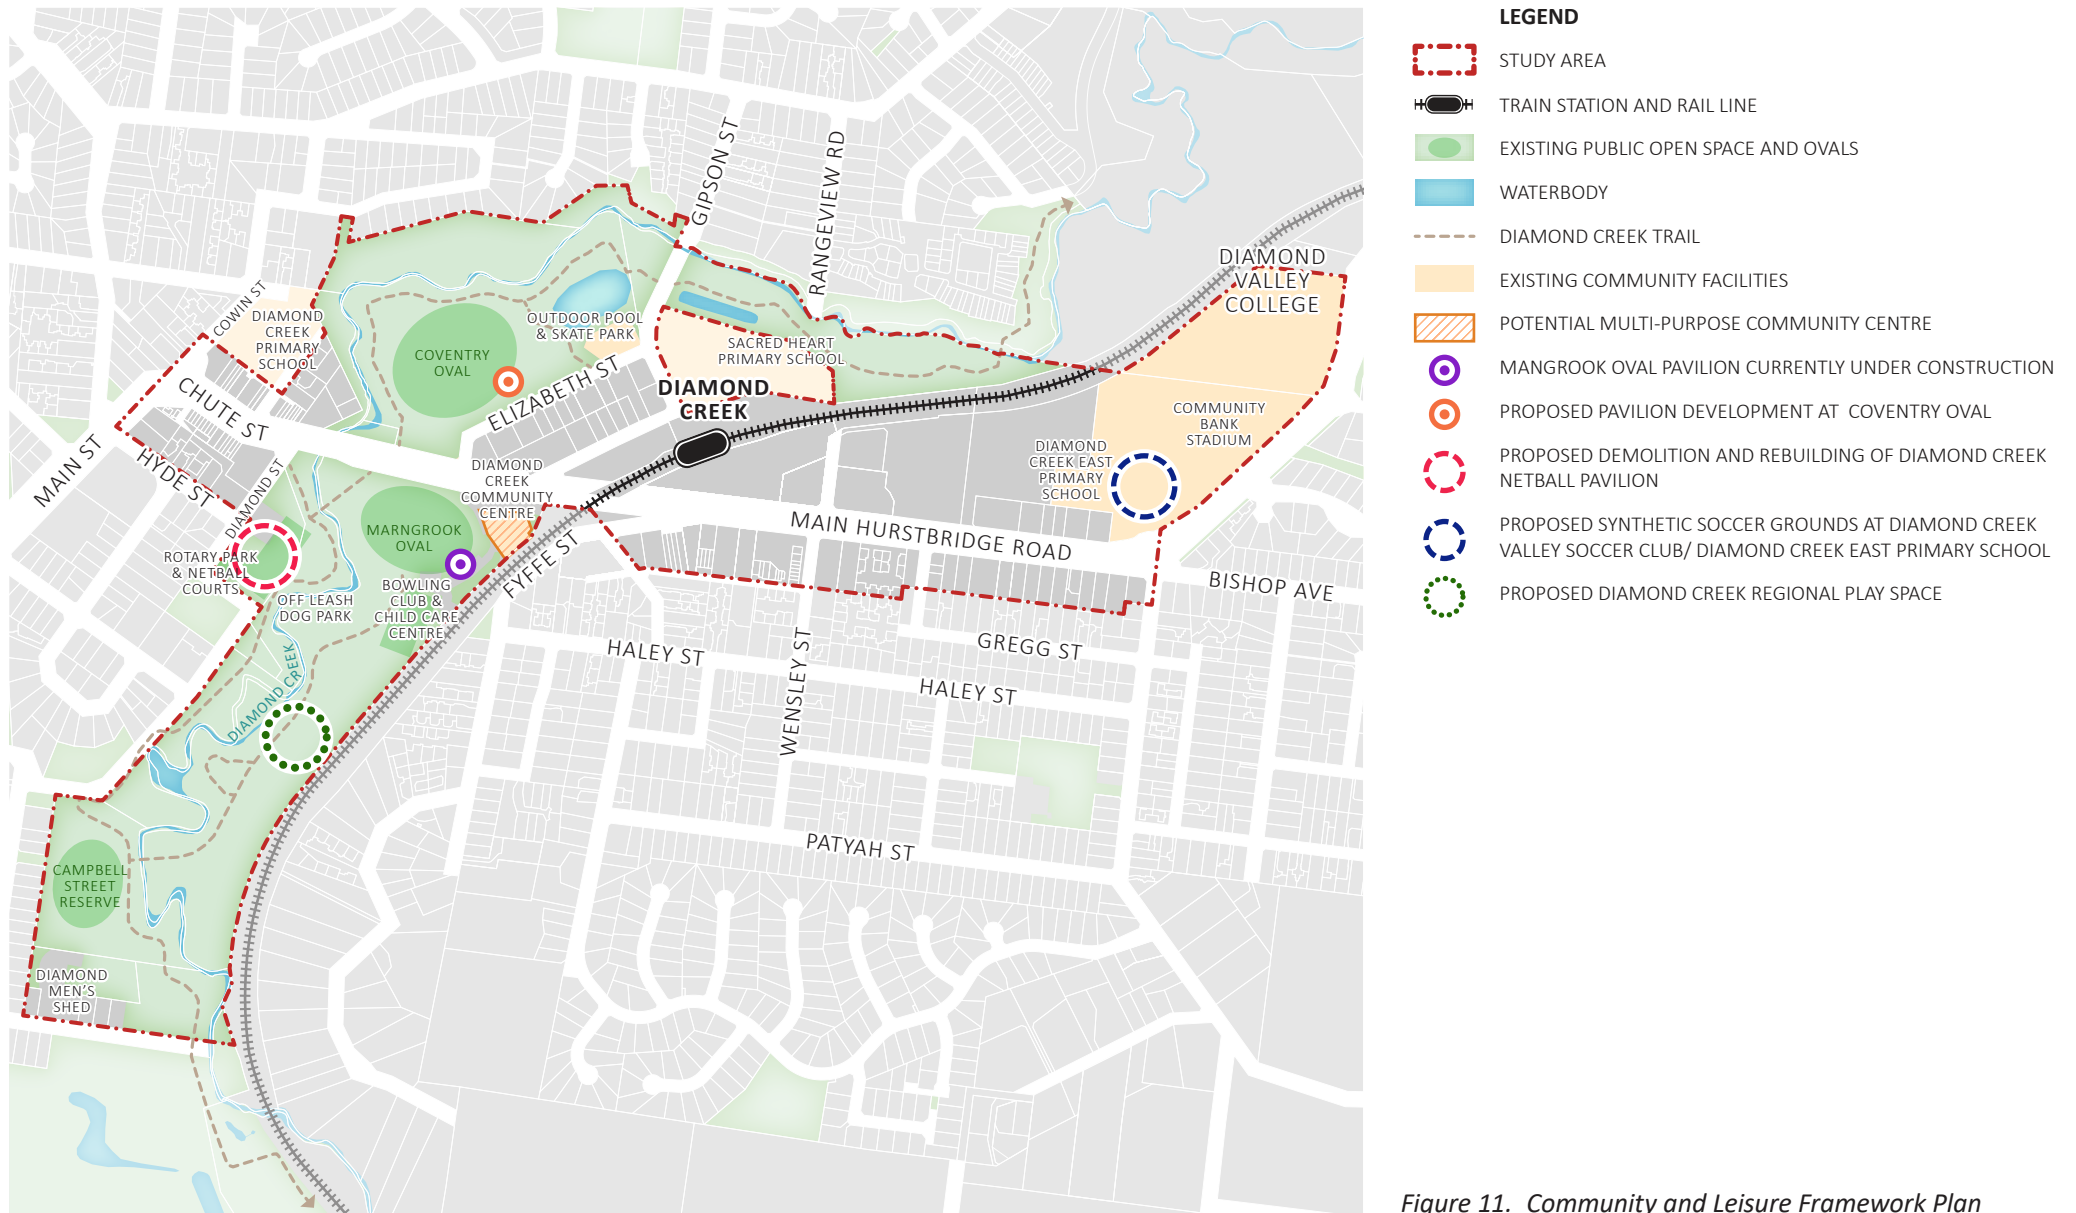 GIPSON ST
RANGEVIEW RD
DIAMOND
VALLEY
COLLEGE
COWIN ST
DIAMOND
CREEK
PRIMARY
SCHOOL
OUTDOOR POOL
& SKATE PARK
SACRED HEART
PRIMARY SCHOOL
COVENTRY
OVAL
ELIZABETH ST
DIAMOND
CREEK
CHUTE ST
COMMUNITY
BANK
STADIUM
DIAMOND
CREEK EAST
PRIMARY
SCHOOL
MAIN ST
HYDE ST
DIAMOND ST
DIAMOND
CREEK
COMMUNITY
CENTRE
MARNGROOK
OVAL
MAIN HURSTBRIDGE ROAD
FYFFE ST
ROTARY PARK
& NETBALL
COURTS
OFF LEASH
DOG PARK
BOWLING
CLUB &
CHILD CARE
CENTRE
BISHOP AVE
GREGG ST
HALEY ST
HALEY ST
WENSLEY ST
DIAMOND CREEK
PATYAH ST
CAMPBELL
STREET
RESERVE
DIAMOND
MEN'S
SHED
LEGEND
STUDY AREA
TRAIN STATION AND RAIL LINE
EXISTING PUBLIC OPEN SPACE AND OVALS
WATERBODY
DIAMOND CREEK TRAIL
EXISTING COMMUNITY FACILITIES
POTENTIAL MULTI-PURPOSE COMMUNITY CENTRE
MANGROOK OVAL PAVILION CURRENTLY UNDER CONSTRUCTION
PROPOSED PAVILION DEVELOPMENT AT COVENTRY OVAL
PROPOSED DEMOLITION AND REBUILDING OF DIAMOND CREEK
NETBALL PAVILION
PROPOSED SYNTHETIC SOCCER GROUNDS AT DIAMOND CREEK
VALLEY SOCCER CLUB/ DIAMOND CREEK EAST PRIMARY SCHOOL
PROPOSED DIAMOND CREEK REGIONAL PLAY SPACE
Figure 11. Community and Leisure Framework Plan